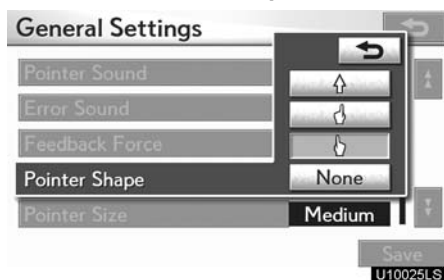 General Settings
Pointer Sound
Error Sound
Feedback Force
Pointer Shape
None
Pointer Size
Medium
Save
U10025LS